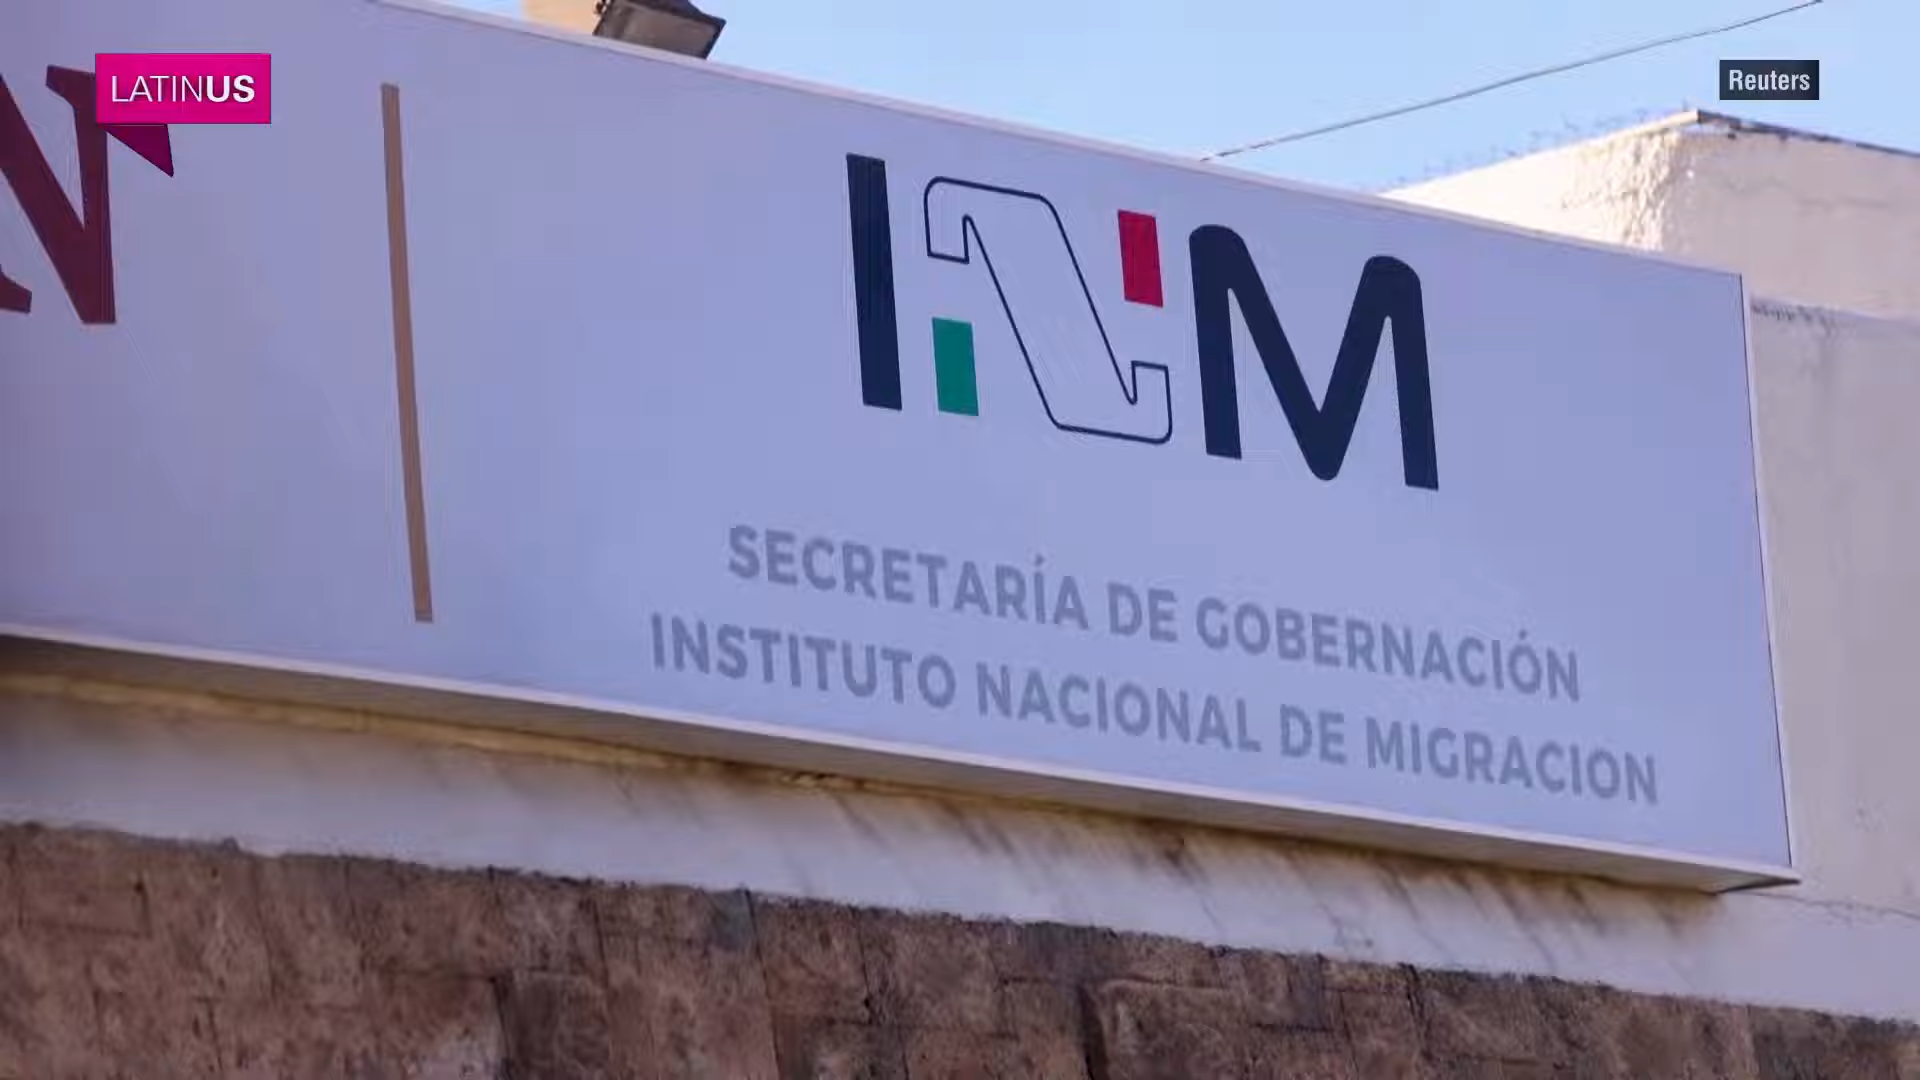 LATINUS
Reuters
N
INM
SECRETARÍA DE GOBERNACIÓN
INSTITUTO NACIONAL DE MIGRACION